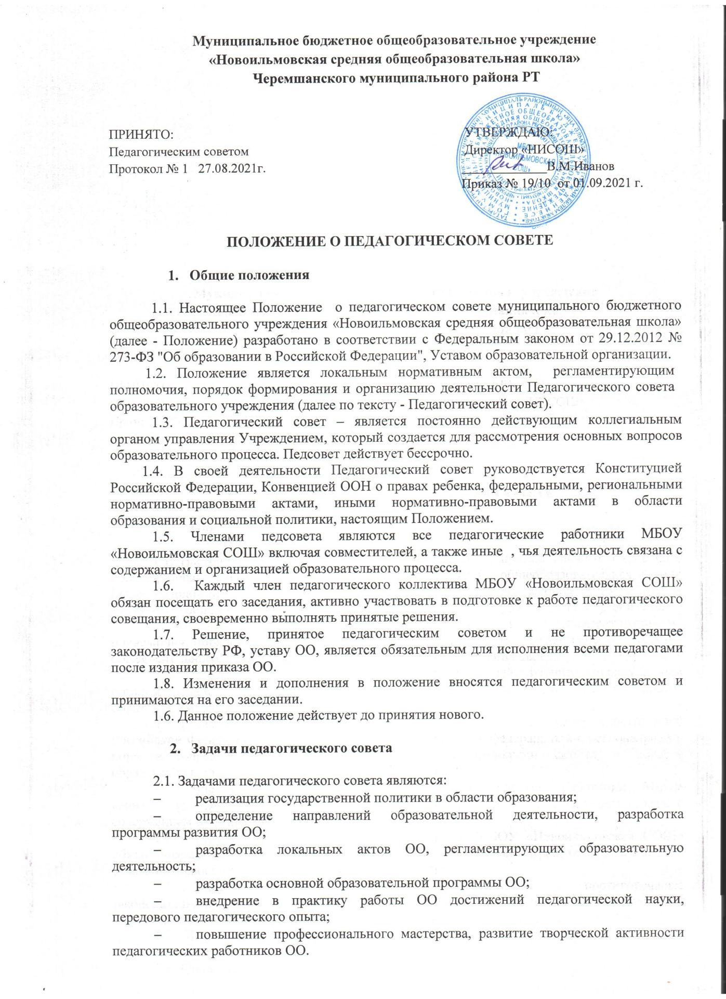 Муниципальное бюджетное общеобразовательное учреждение
«Новоильмовская средняя общеобразовательная школа»
Черемшанского муниципального района РТ
ПРИНЯТО:
Педагогическим советом
Протокол № 1 27.08.2021г.
УТВЕРЖДАЮ:
Директор «НИСОШ»
В.М.Иванов
Приказ № 19/10 от 01.09.2021 г.
МБОУ
«НОВОИЛЬМОВСКАЯ
СОШ»
ПОЛОЖЕНИЕ О ПЕДАГОГИЧЕСКОМ СОВЕТЕ
1. Общие положения
1.1. Настоящее Положение о педагогическом совете муниципального бюджетного
общеобразовательного учреждения «Новоильмовская средняя общеобразовательная школа»
(далее - Положение) разработано в соответствии с Федеральным законом от 29.12.2012 №
273-ФЗ "Об образовании в Российской Федерации", Уставом образовательной организации.
1.2. Положение является локальным нормативным актом, регламентирующим
полномочия, порядок формирования и организацию деятельности Педагогического совета
образовательного учреждения (далее по тексту - Педагогический совет).
1.3. Педагогический совет – является постоянно действующим коллегиальным
органом управления Учреждением, который создается для рассмотрения основных вопросов
образовательного процесса. Педсовет действует бессрочно.
1.4. В своей деятельности Педагогический совет руководствуется Конституцией
Российской Федерации, Конвенцией ООН о правах ребенка, федеральными, региональными
нормативно-правовыми актами, иными нормативно-правовыми актами в области
образования и социальной политики, настоящим Положением.
1.5. Членами педсовета являются все педагогические работники МБОУ
«Новоильмовская СОШ» включая совместителей, а также иные , чья деятельность связана с
содержанием и организацией образовательного процесса.
1.6. Каждый член педагогического коллектива МБОУ «Новоильмовская СОШ»
обязан посещать его заседания, активно участвовать в подготовке к работе педагогического
совещания, своевременно выполнять принятые решения.
1.7. Решение, принятое педагогическим советом и не противоречащее
законодательству РФ, уставу ОО, является обязательным для исполнения всеми педагогами
после издания приказа ОО.
1.8. Изменения и дополнения в положение вносятся педагогическим советом и
принимаются на его заседании.
1.6. Данное положение действует до принятия нового.
2. Задачи педагогического совета
2.1. Задачами педагогического совета являются:
– реализация государственной политики в области образования;
– определение направлений образовательной деятельности, разработка
программы развития ОО;
– разработка локальных актов ОО, регламентирующих образовательную
деятельность;
– разработка основной образовательной программы ОО;
– внедрение в практику работы ОО достижений педагогической науки,
передового педагогического опыта;
– повышение профессионального мастерства, развитие творческой активности
педагогических работников ОО.